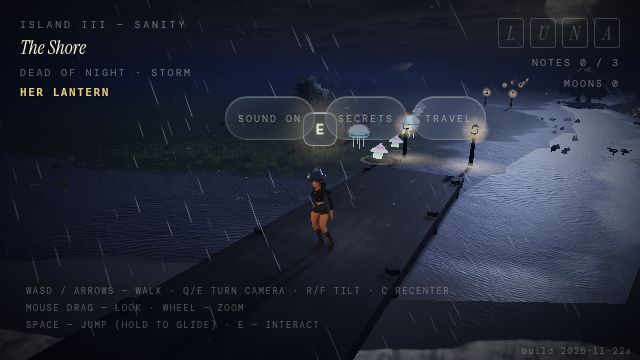 ISLAND III — SANITY
The Shore
DEAD OF NIGHT · STORM
HER LANTERN
L U N A
NOTES 0 / 3
MOONS 0
SOUND ON
E
SECRETS
TRAVEL
S
WASD / ARROWS — WALK · Q/E TURN CAMERA · R/F TILT · C RECENTER
MOUSE DRAG — LOOK · WHEEL — ZOOM
SPACE — JUMP (HOLD TO GLIDE) · E — INTERACT
build 2026-11-22a